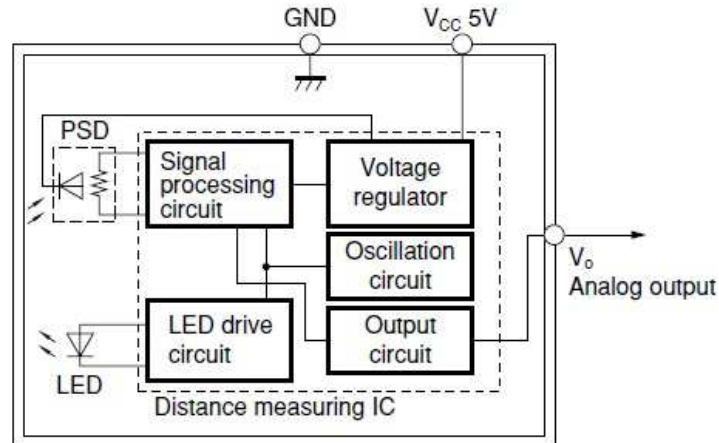 GND
V_CC 5V
PSD
Signal
processing
circuit
Voltage
regulator
Oscillation
circuit
V_o
Analog output
LED drive
circuit
Output
circuit
LED
Distance measuring IC